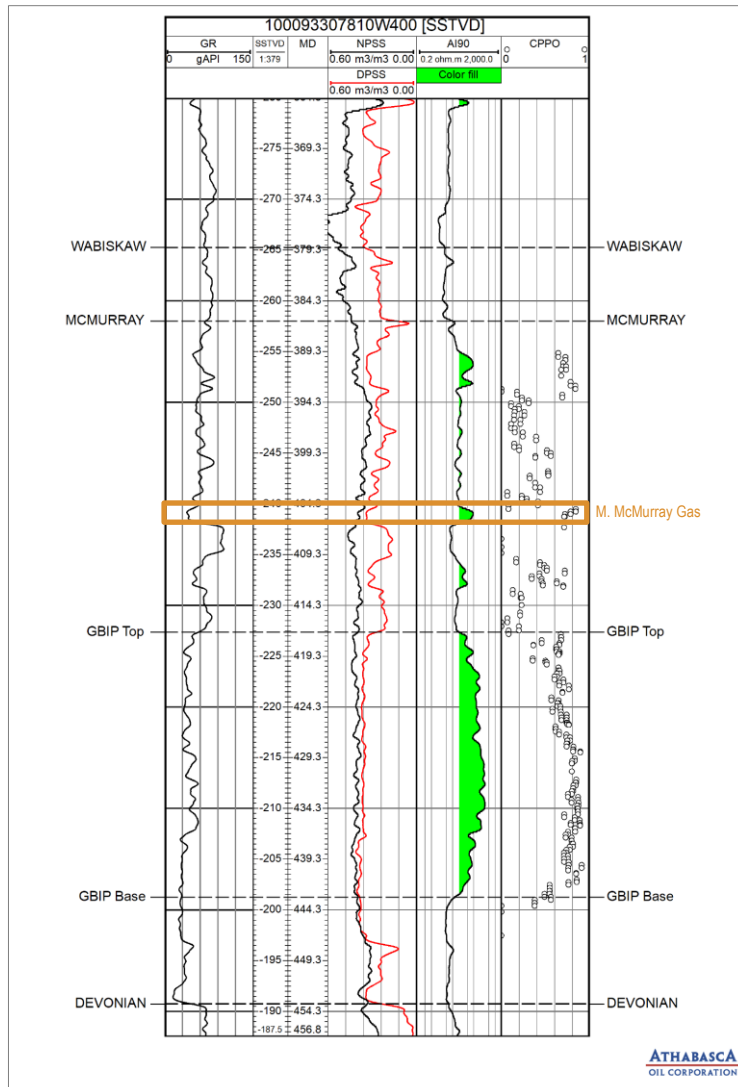 100093307810W400 [SSTVD]
GR SSTVD MD NPSS AI90 CPPO
0 gAPI 150 1:379 0.60 m3/m3 0.00 0.2 ohm.m 2,000.0 0 1
DPSS Color fill
0.60 m3/m3 0.00
-275 369.3
-270 374.3
WABISKAW -265 379.3 WABISKAW
-260 384.3
MCMURRAY MCMURRAY
-255 389.3
-250 394.3
-245 399.3
M. McMurray Gas
-235 409.3
-230 414.3
GBIP Top GBIP Top
-225 419.3
-220 424.3
-215 429.3
-210 434.3
-205 439.3
GBIP Base GBIP Base
-200 444.3
-195 449.3
DEVONIAN DEVONIAN
-190 454.3
-187.5 456.8
ATHABASCA
OIL CORPORATION